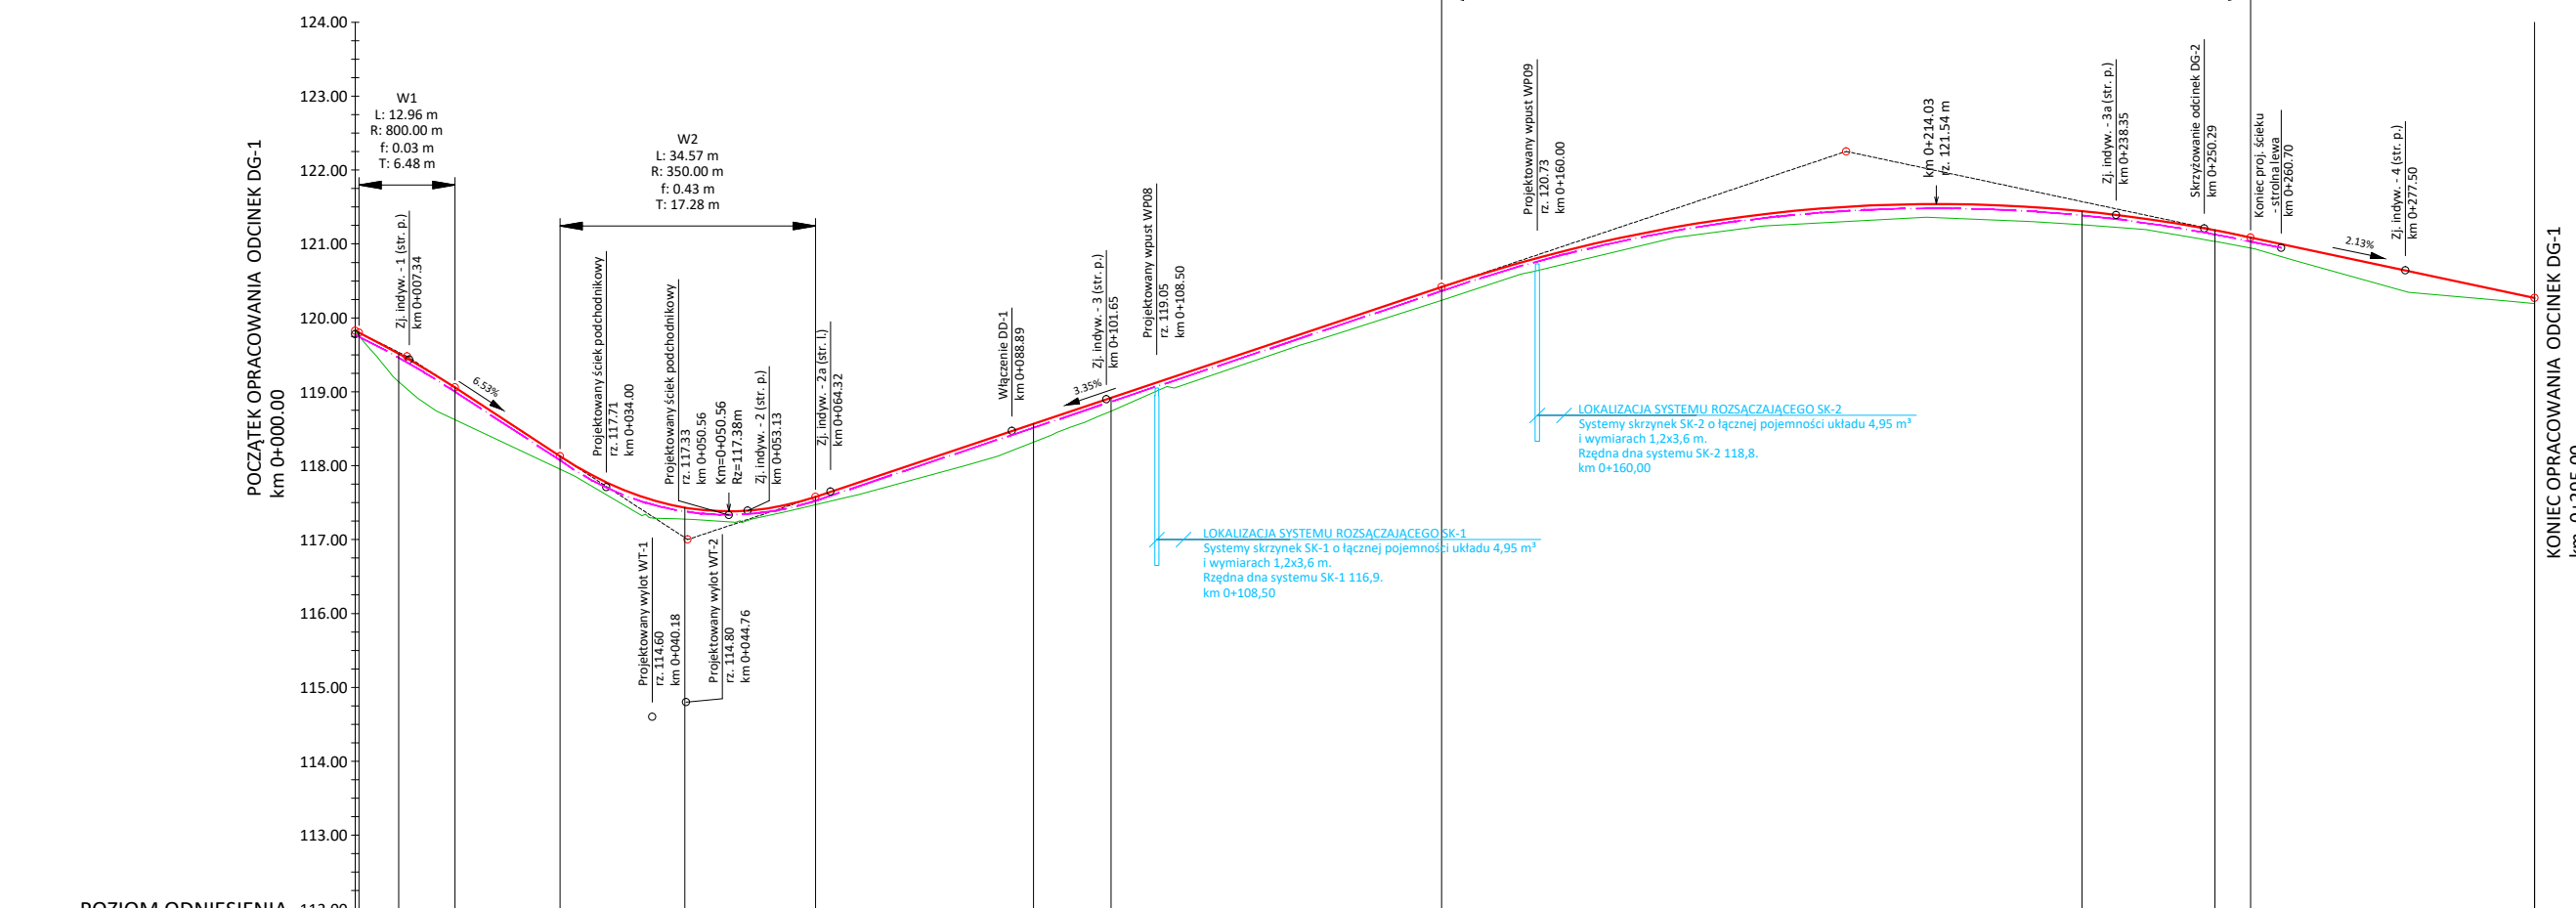 124.00
123.00
122.00
121.00
120.00
119.00
118.00
117.00
116.00
115.00
114.00
113.00
POCZĄTEK OPRACOWANIA ODCINEK DG-1
km 0+000.00
W1
L: 12.96 m
R: 800.00 m
f: 0.03 m
T: 6.48 m
Zj. indyw. - 1 (str. p.)
km 0+007.34
6.53%
W2
L: 34.57 m
R: 350.00 m
f: 0.43 m
T: 17.28 m
Projektowany ściek podchodnikowy
rz. 117.71
km 0+034.00
Projektowany ściek podchodnikowy
rz. 117.33
km 0+050.56
Km=0+050.56
Rz=117.38m
Zj. indyw. - 2 (str. p.)
km 0+053.13
Zj. indyw. - 2a (str. l.)
km 0+064.32
Projektowany wylot WT-1
rz. 114.60
km 0+040.18
Projektowany wylot WT-2
rz. 114.80
km 0+044.76
Włączenie DD-1
km 0+088.89
3.35%
Zj. indyw. - 3 (str. p.)
km 0+101.65
Projektowany wpust WP08
rz. 119.05
km 0+108.50
LOKALIZACJA SYSTEMU ROZSĄCZAJĄCEGO SK-1
Systemy skrzynek SK-1 o łącznej pojemności układu 4,95 m³
i wymiarach 1,2x3,6 m.
Rzędna dna systemu SK-1 116,9.
km 0+108,50
Projektowany wpust WP09
rz. 120.73
km 0+160.00
LOKALIZACJA SYSTEMU ROZSĄCZAJĄCEGO SK-2
Systemy skrzynek SK-2 o łącznej pojemności układu 4,95 m³
i wymiarach 1,2x3,6 m.
Rzędna dna systemu SK-2 118,8.
km 0+160,00
km 0+214.03
rz. 121.54 m
Zj. indyw. - 3a (str. p.)
km 0+238.35
Skrzyżowanie odcinek DG-2
km 0+250.29
Koniec proj. ścieku
- strolna lewa
km 0+260.70
2.13%
Zj. indyw. - 4 (str. p.)
km 0+277.50
KONIEC OPRACOWANIA ODCINEK DG-1
POZIOM ODNIESIENIA